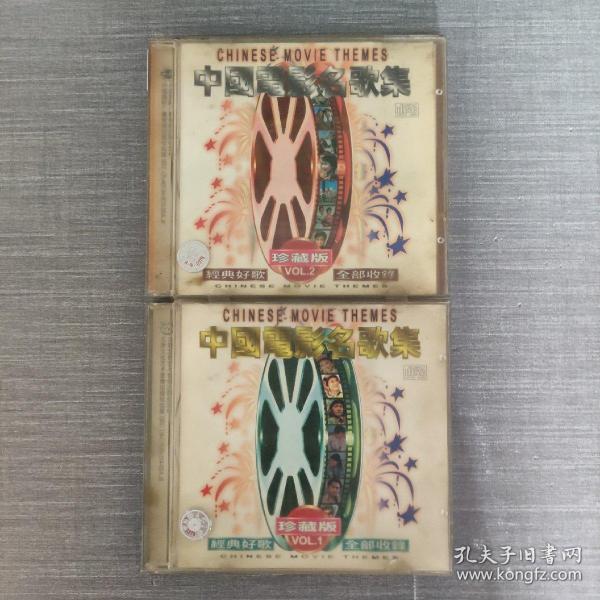 CHINESE MOVIE THEMES
中國電影名歌集
珍藏版
VOL.2
經典好歌
全部收錄
CHINESE MOVIE THEMES
CHINESE MOVIE THEMES
中國電影名歌集
珍藏版
VOL.1
經典好歌
全部收錄
CHINESE MOVIE THEMES
孔夫子旧书网
www.kongfz.com